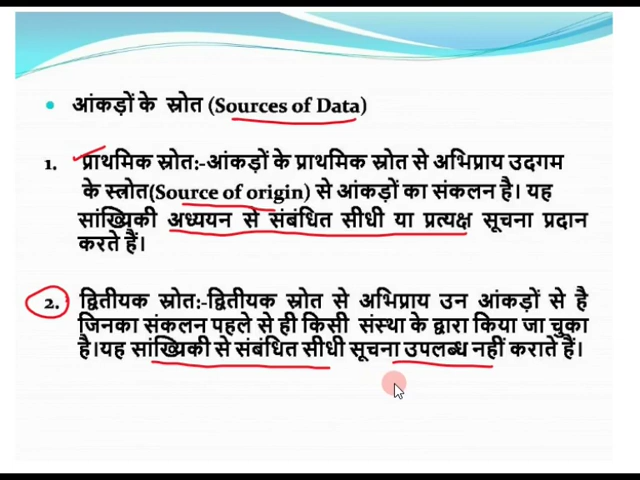 आंकड़ों के स्रोत (Sources of Data)
1. प्राथमिक स्रोत:-आंकड़ों के प्राथमिक स्रोत से अभिप्राय उदगम
के स्त्रोत(Source of origin) से आंकड़ों का संकलन है। यह
सांख्यिकी अध्ययन से संबंधित सीधी या प्रत्यक्ष सूचना प्रदान
करते हैं।
2. द्वितीयक स्रोत:-द्वितीयक स्रोत से अभिप्राय उन आंकड़ों से है
जिनका संकलन पहले से ही किसी संस्था के द्वारा किया जा चुका
है।यह सांख्यिकी से संबंधित सीधी सूचना उपलब्ध नहीं कराते हैं।